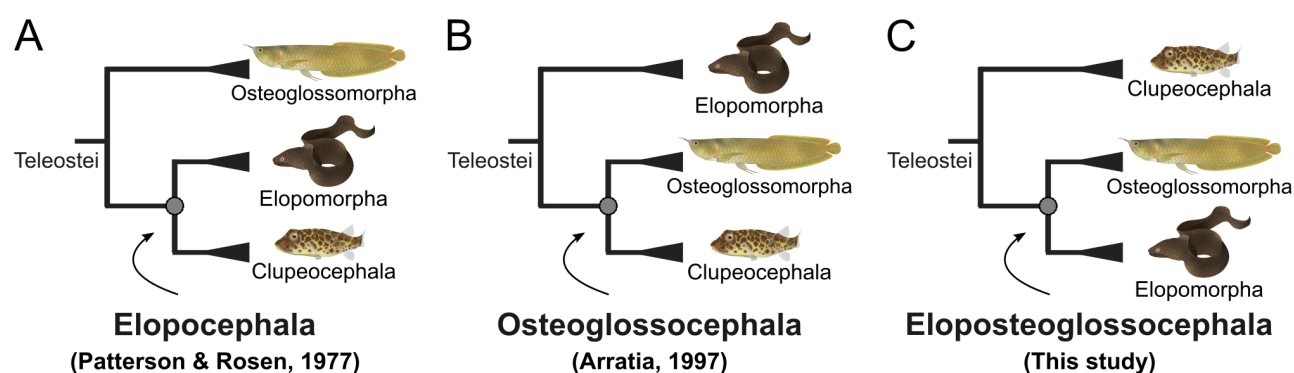 A
Osteoglossomorpha
Teleostei
Elopomorpha
Clupeocephala
Elopocephala
(Patterson & Rosen, 1977)
B
Elopomorpha
Teleostei
Osteoglossomorpha
Clupeocephala
Osteoglossocephala
(Arratia, 1997)
C
Clupeocephala
Teleostei
Osteoglossomorpha
Elopomorpha
Eloposteoglossocephala
(This study)